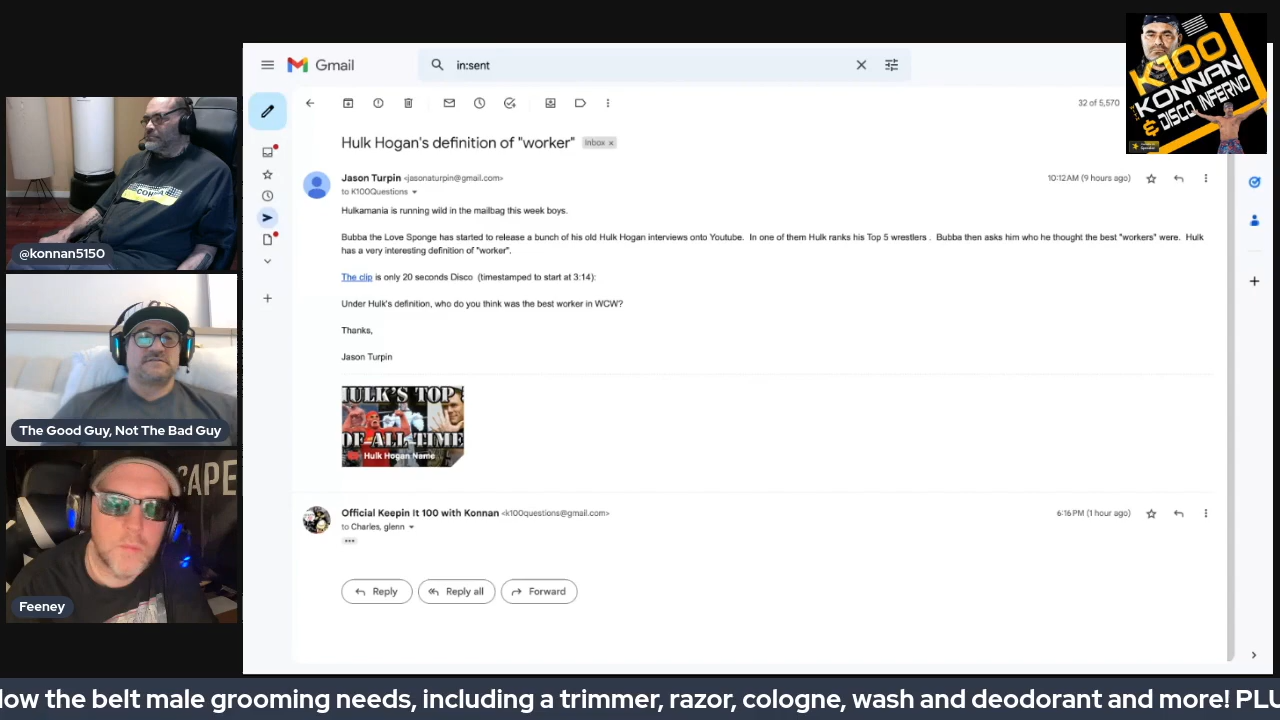 K100
WITH
KONNAN
& DISCO INFERNO
Gmail
in:sent
32 of 5,570
Hulk Hogan's definition of "worker" Inbox x
Jason Turpin <jasonaturpin@gmail.com>
10:12 AM (9 hours ago)
to K100Questions
Hulkamania is running wild in the mailbag this week boys.
Bubba the Love Sponge has started to release a bunch of his old Hulk Hogan interviews onto Youtube. In one of them Hulk ranks his Top 5 wrestlers . Bubba then asks him who he thought the best "workers" were. Hulk
has a very interesting definition of "worker".
The clip is only 20 seconds Disco (timestamped to start at 3:14):
Under Hulk's definition, who do you think was the best worker in WCW?
Thanks,
Jason Turpin
HULK'S TOP
OF ALL TIME
Hulk Hogan Name...
Official Keepin It 100 with Konnan <k100questions@gmail.com>
6:16 PM (1 hour ago)
to Charles, glenn
Reply
Reply all
Forward
@konnan5150
The Good Guy, Not The Bad Guy
CAPE
Feeney
low the belt male grooming needs, including a trimmer, razor, cologne, wash and deodorant and more! PLU